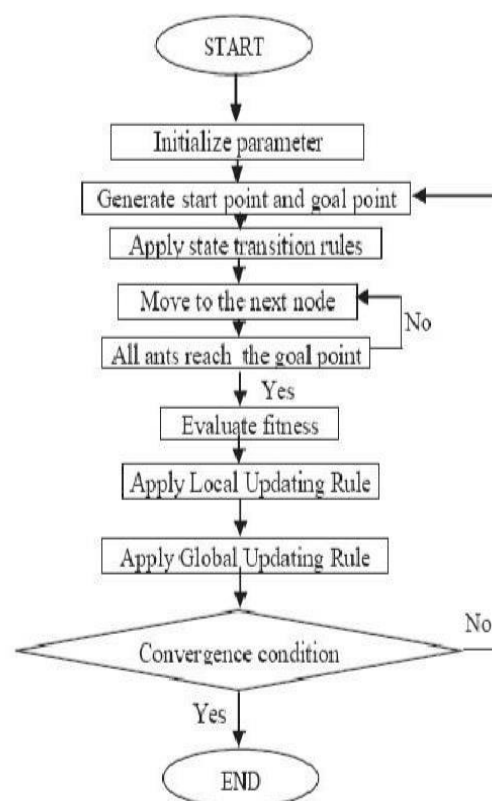 START
Initialize parameter
Generate start point and goal point
Apply state transition rules
Move to the next node
No
All ants reach the goal point
Yes
Evaluate fitness
Apply Local Updating Rule
Apply Global Updating Rule
No
Convergence condition
Yes
END